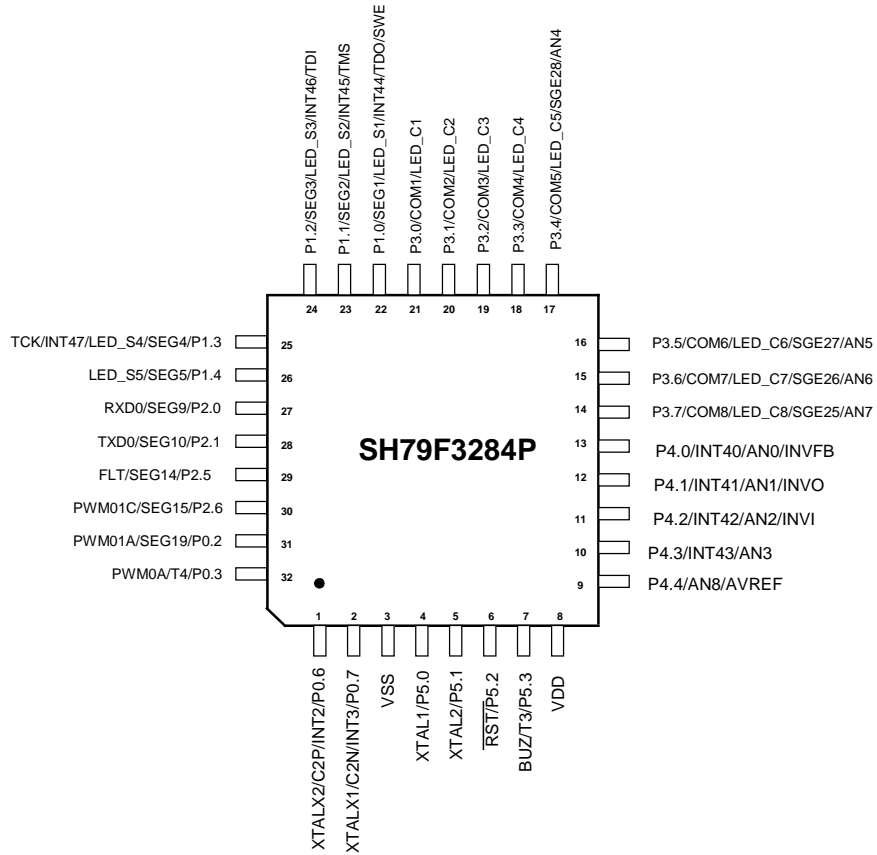 P1.2/SEG3/LED_S3/INT46/TDI
P1.1/SEG2/LED_S2/INT45/TMS
P1.0/SEG1/LED_S1/INT44/TDO/SWE
P3.0/COM1/LED_C1
P3.1/COM2/LED_C2
P3.2/COM3/LED_C3
P3.3/COM4/LED_C4
P3.4/COM5/LED_C5/SGE28/AN4
24 23 22 21 20 19 18 17
TCK/INT47/LED_S4/SEG4/P1.3 25
LED_S5/SEG5/P1.4 26
RXD0/SEG9/P2.0 27
TXD0/SEG10/P2.1 28
FLT/SEG14/P2.5 29
PWM01C/SEG15/P2.6 30
PWM01A/SEG19/P0.2 31
PWM0A/T4/P0.3 32
SH79F3284P
16 P3.5/COM6/LED_C6/SGE27/AN5
15 P3.6/COM7/LED_C7/SGE26/AN6
14 P3.7/COM8/LED_C8/SGE25/AN7
13 P4.0/INT40/AN0/INVFB
12 P4.1/INT41/AN1/INVO
11 P4.2/INT42/AN2/INVI
10 P4.3/INT43/AN3
9 P4.4/AN8/AVREF
1 2 3 4 5 6 7 8
XTALX2/C2P/INT2/P0.6
XTALX1/C2N/INT3/P0.7
VSS
XTAL1/P5.0
XTAL2/P5.1
RST/P5.2
BUZ/T3/P5.3
VDD